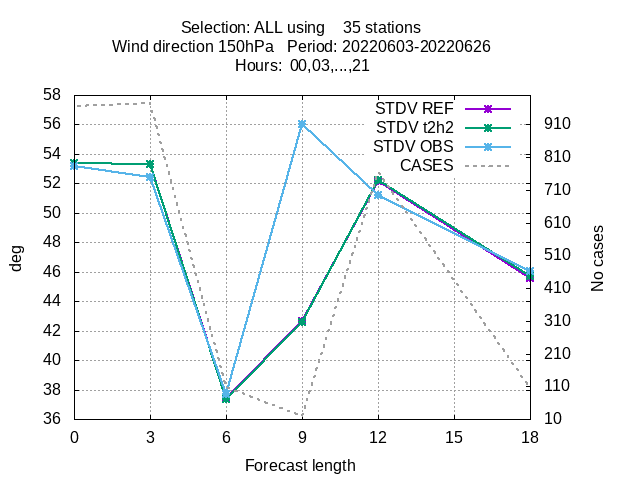 Selection: ALL using 35 stations
Wind direction 150hPa Period: 20220603-20220626
Hours: 00,03,...,21
STDV REF
STDV t2h2
STDV OBS
CASES
58
56
54
52
50
48
46
44
42
40
38
36
910
810
710
610
510
410
310
210
110
10
deg
No cases
0 3 6 9 12 15 18
Forecast length